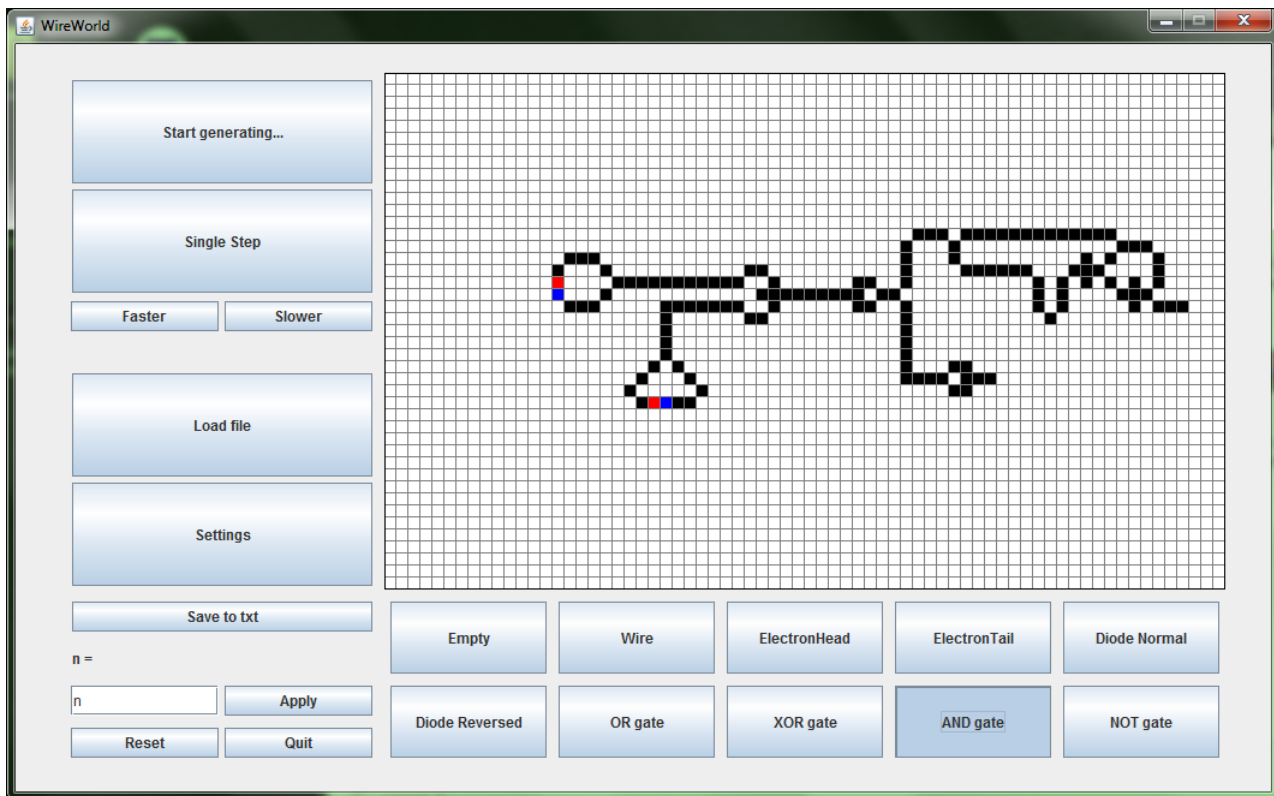 WireWorld
Start generating...
Single Step
Faster
Slower
Load file
Settings
Save to txt
n =
n
Apply
Reset
Quit
Empty
Wire
ElectronHead
ElectronTail
Diode Normal
Diode Reversed
OR gate
XOR gate
AND gate
NOT gate